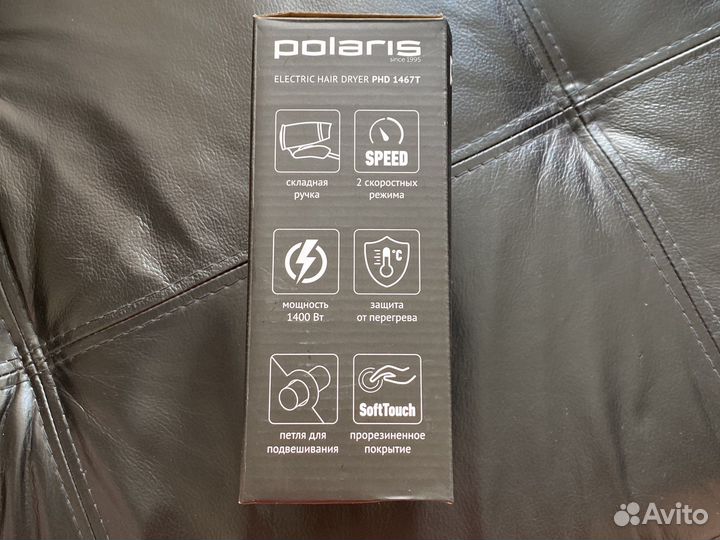 polaris
since 1995
ELECTRIC HAIR DRYER PHD 1467T
SPEED
складная
ручка
2 скоростных
режима
°C
мощность
1400 Вт
защита
от перегрева
SoftTouch
петля для
подвешивания
прорезиненное
покрытие
Avito